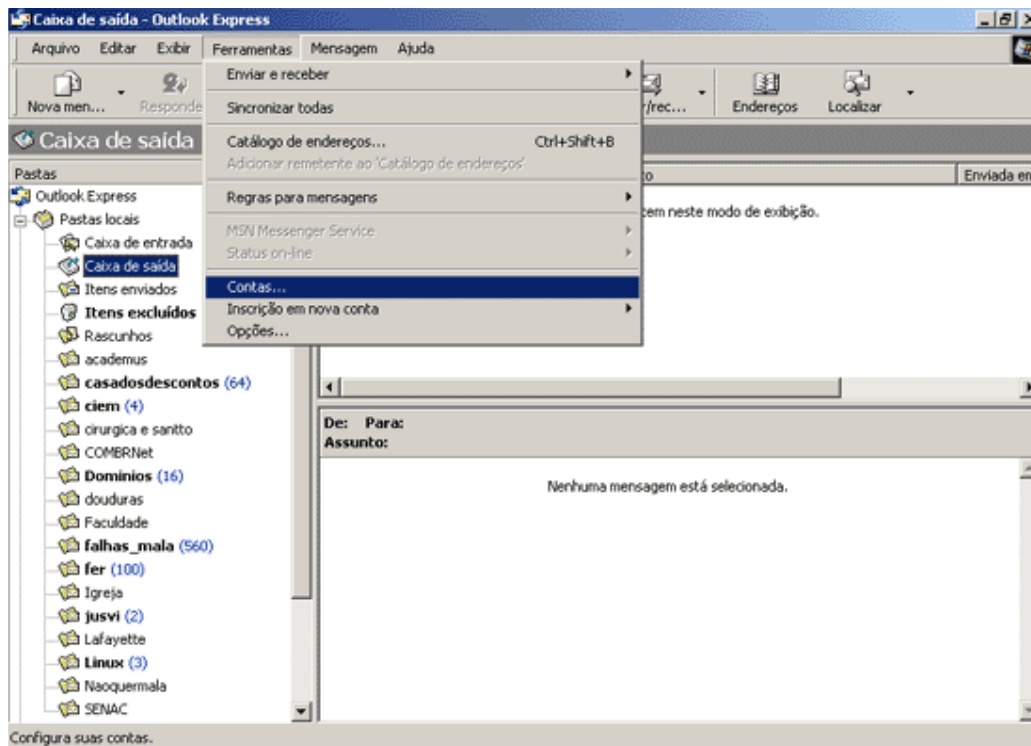 Caixa de saída - Outlook Express
Arquivo Editar Exibir Ferramentas Mensagem Ajuda
Nova men... Responde /rec... Endereços Localizar
Caixa de saída
Pastas
Enviada em
Outlook Express
Pastas locais
Caixa de entrada
Caixa de saída
Itens enviados
Itens excluídos
Rascunhos
academus
casadosdescontos (64)
ciem (4)
cirurgica e santto
COMBRNet
Dominios (16)
douduras
Faculdade
falhas_mala (560)
fer (100)
Igreja
jusvi (2)
Lafayette
Linux (3)
Naoquermala
SENAC
Enviar e receber
Sincronizar todas
Catálogo de endereços... Ctrl+Shift+B
Adicionar remetente ao 'Catálogo de endereços'
Regras para mensagens
MSN Messenger Service
Status on-line
Contas...
Inscrição em nova conta
Opções...
neste modo de exibição.
De: Para:
Assunto:
Nenhuma mensagem está selecionada.
Configura suas contas.